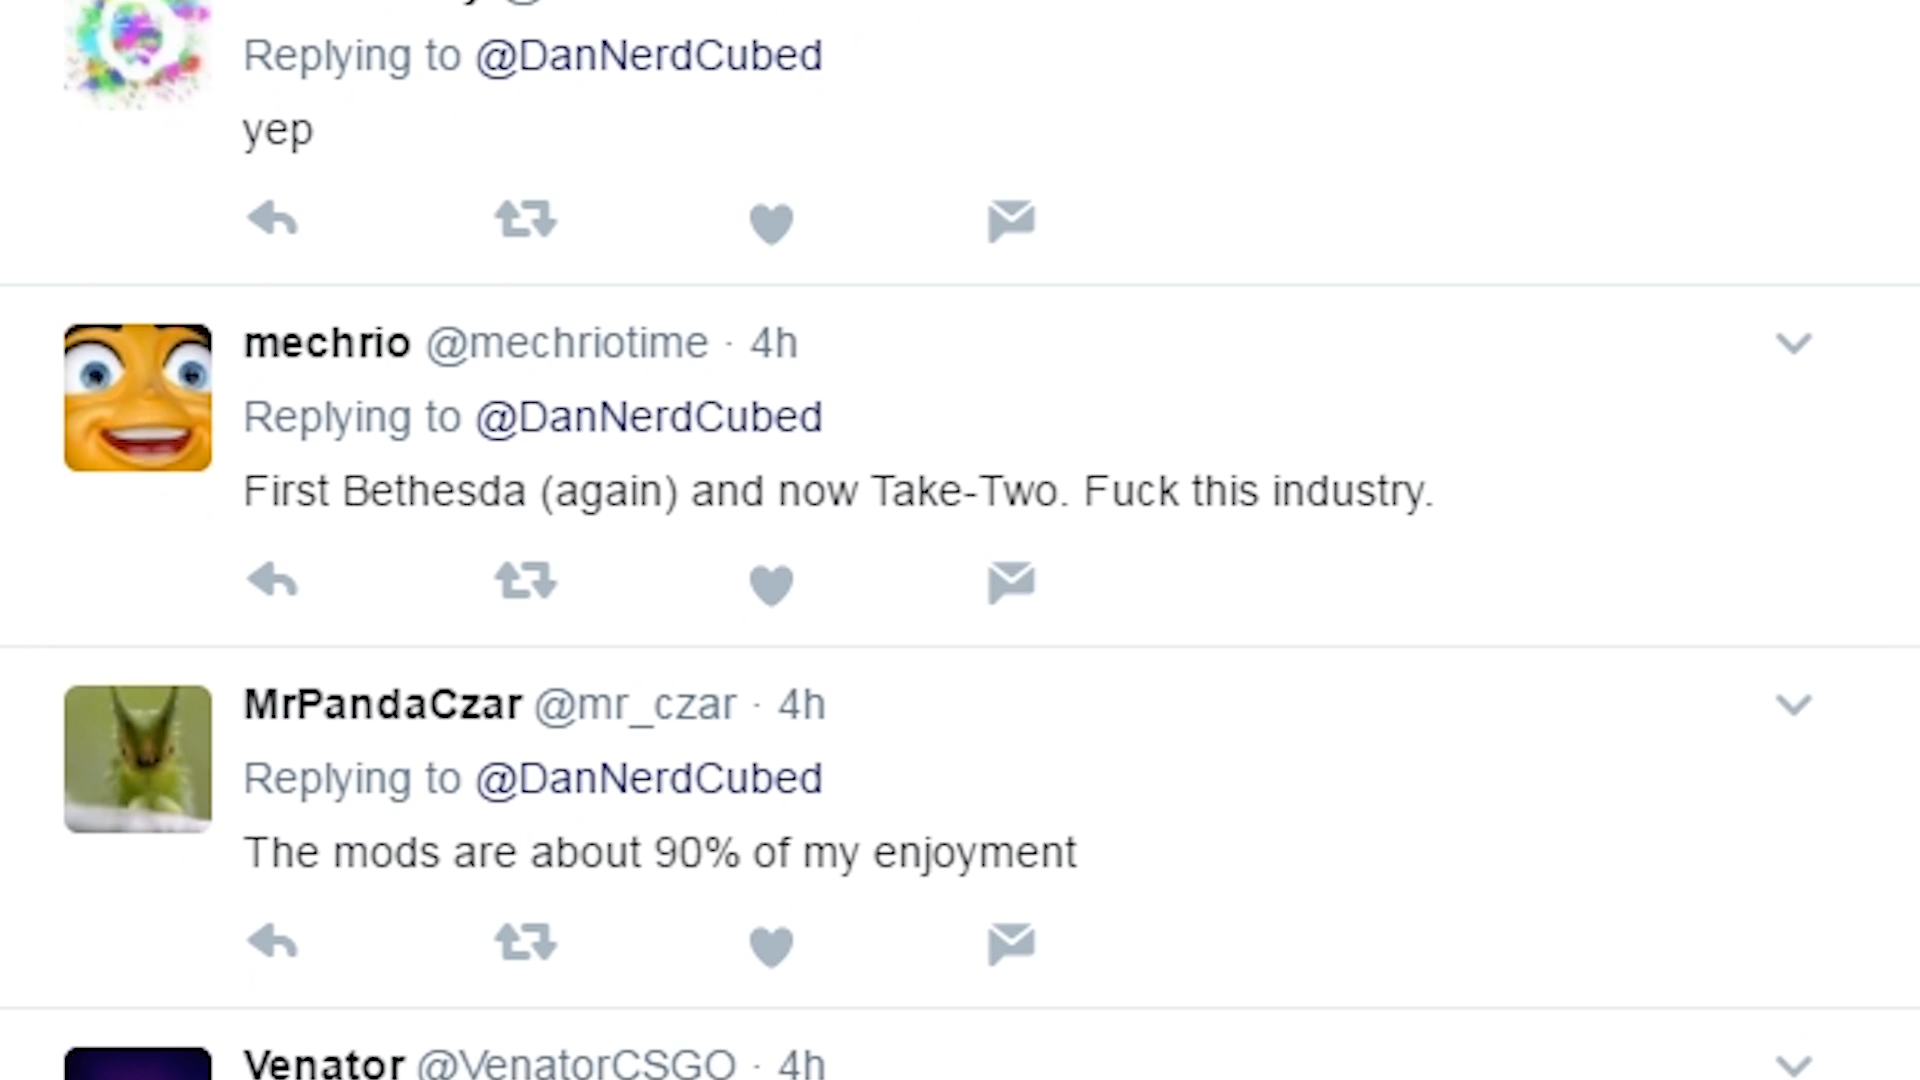 Replying to @DanNerdCubed
yep
mechrio @mechriotime · 4h
Replying to @DanNerdCubed
First Bethesda (again) and now Take-Two. Fuck this industry.
MrPandaCzar @mr_czar · 4h
Replying to @DanNerdCubed
The mods are about 90% of my enjoyment
Venator @VenatorCSGO · 4h